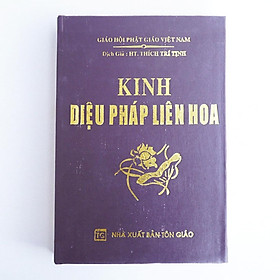 GIÁO HỘI PHẬT GIÁO VIỆT NAM
Dịch Giả : HT. THÍCH TRÍ TỊNH
KINH
DIỆU PHÁP LIÊN HOA
TG NHÀ XUẤT BẢN TÔN GIÁO